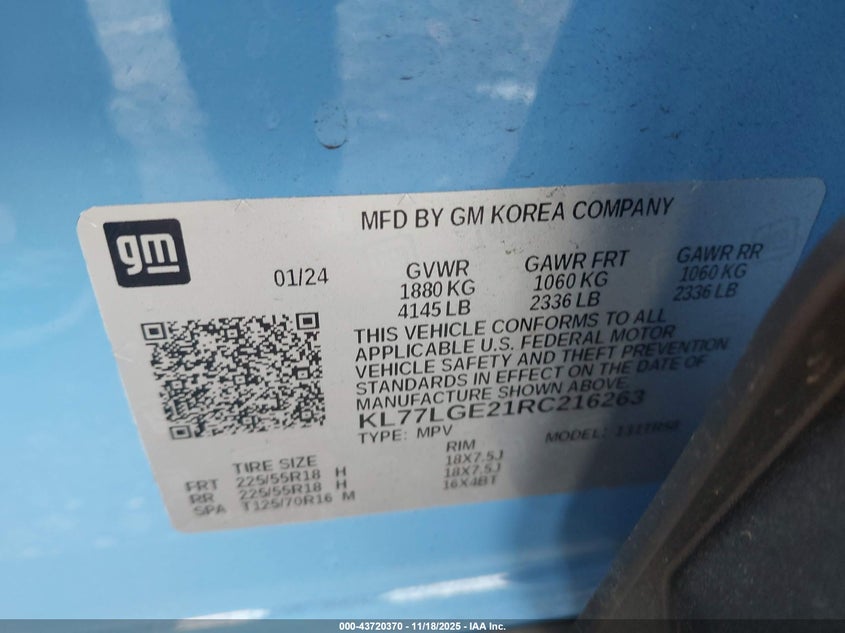 gm
MFD BY GM KOREA COMPANY
01/24
GVWR
1880 KG
4145 LB
GAWR FRT
1060 KG
2336 LB
GAWR RR
1060 KG
2336 LB
THIS VEHICLE CONFORMS TO ALL
APPLICABLE U.S. FEDERAL MOTOR
VEHICLE SAFETY AND THEFT PREVENTION
STANDARDS IN EFFECT ON THE DATE OF
MANUFACTURE SHOWN ABOVE.
KL77LGE21RC216263
TYPE: MPV MODEL:
TIRE SIZE RIM
FRT 225/55R18 H 18X7.5J
RR 225/55R18 H 18X7.5J
SPA T125/70R16 M 16X4BT
000-43720370 — 11/18/2025 — IAA Inc.